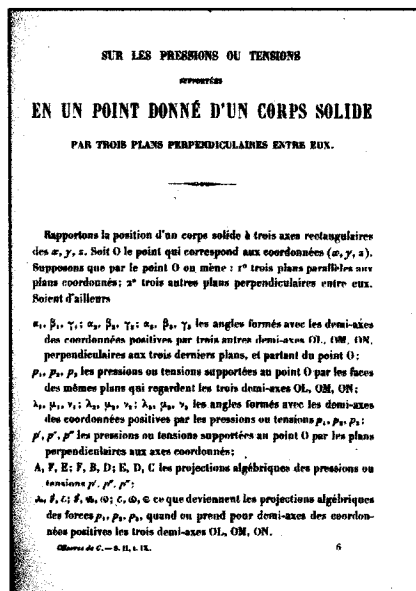 SUR LES PRESSIONS OU TENSIONS
SUPPORTÉES
EN UN POINT DONNÉ D'UN CORPS SOLIDE
PAR TROIS PLANS PERPENDICULAIRES ENTRE EUX.
Rapportons la position d'un corps solide à trois axes rectangulaires
des x, y, z. Soit O le point qui correspond aux coordonnées (x, y, z).
Supposons que par le point O on mène : 1° trois plans parallèles aux
plans coordonnés; 2° trois autres plans perpendiculaires entre eux.
Soient d'ailleurs
α₁, β₁, γ₁; α₂, β₂, γ₂; α₃, β₃, γ₃ les angles formés avec les demi-axes
des coordonnées positives par trois autres demi-axes OL, OM, ON,
perpendiculaires aux trois derniers plans, et partant du point O;
p₁, p₂, p₃ les pressions ou tensions supportées au point O par les faces
des mêmes plans qui regardent les trois demi-axes OL, OM, ON;
λ₁, μ₁, ν₁; λ₂, μ₂, ν₂; λ₃, μ₃, ν₃ les angles formés avec les demi-axes
des coordonnées positives par les pressions ou tensions p₁, p₂, p₃;
p', p'', p''' les pressions ou tensions supportées au point O par les plans
perpendiculaires aux axes coordonnés;
A, F, E; F, B, D; E, D, C les projections algébriques des pressions ou
tensions p', p'', p''';
ce que deviennent les projections algébriques
des forces p₁, p₂, p₃, quand on prend pour demi-axes des coordon-
nées positives les trois demi-axes OL, OM, ON.
Œuvres de C. — S. II, t. IX. 6